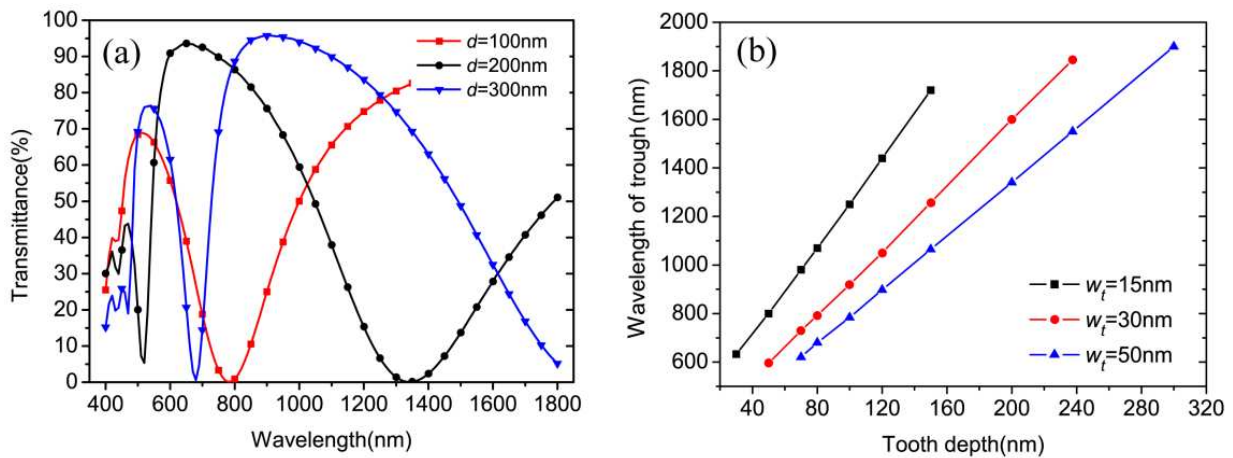 (a)
d=100nm
d=200nm
d=300nm
100
90
80
70
60
50
40
30
20
10
0
Transmittance(%)
400 600 800 1000 1200 1400 1600 1800
Wavelength(nm)
(b)
2000
1800
1600
1400
1200
1000
800
600
Wavelength of trough(nm)
wt=15nm
wt=30nm
wt=50nm
40 80 120 160 200 240 280 320
Tooth depth(nm)